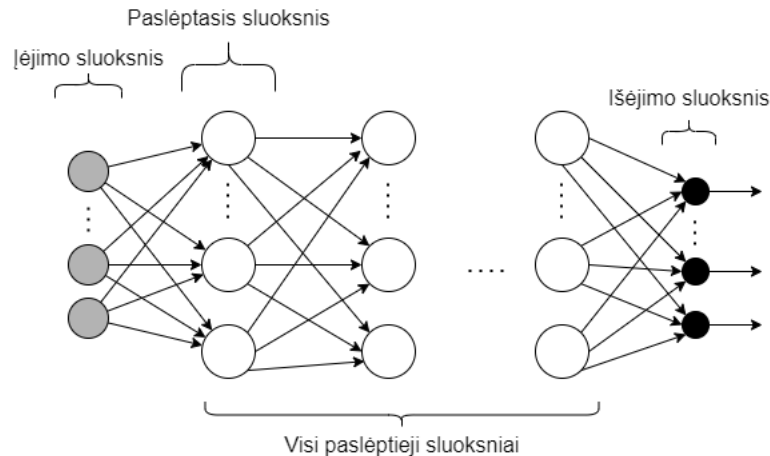 Paslėptasis sluoksnis
Įėjimo sluoksnis
Išėjimo sluoksnis
Visi paslėptieji sluoksniai